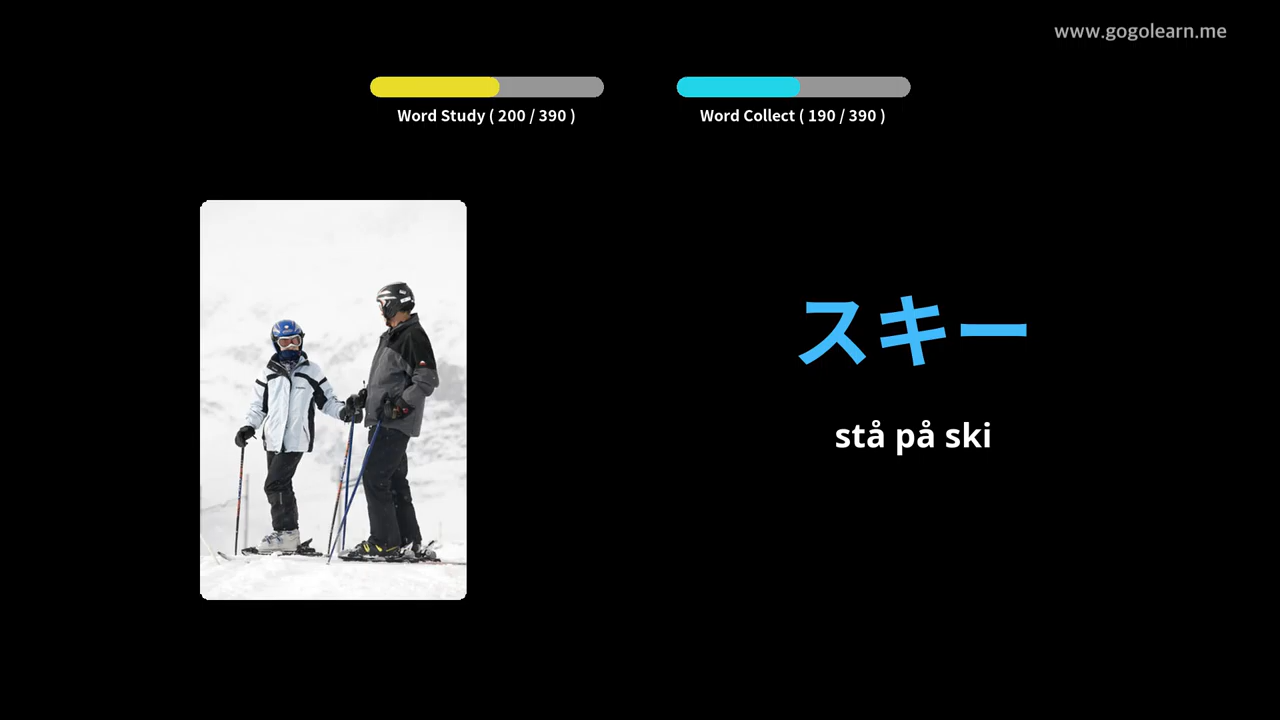 www.gogolearn.me
Word Study ( 200 / 390 )
Word Collect ( 190 / 390 )
スキー
stå på ski